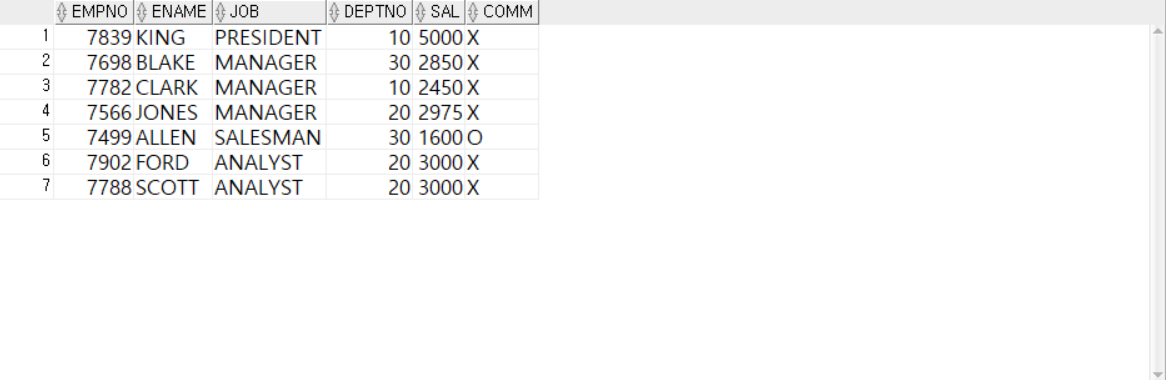 EMPNO ENAME JOB DEPTNO SAL COMM
1 7839 KING PRESIDENT 10 5000 X
2 7698 BLAKE MANAGER 30 2850 X
3 7782 CLARK MANAGER 10 2450 X
4 7566 JONES MANAGER 20 2975 X
5 7499 ALLEN SALESMAN 30 1600 O
6 7902 FORD ANALYST 20 3000 X
7 7788 SCOTT ANALYST 20 3000 X